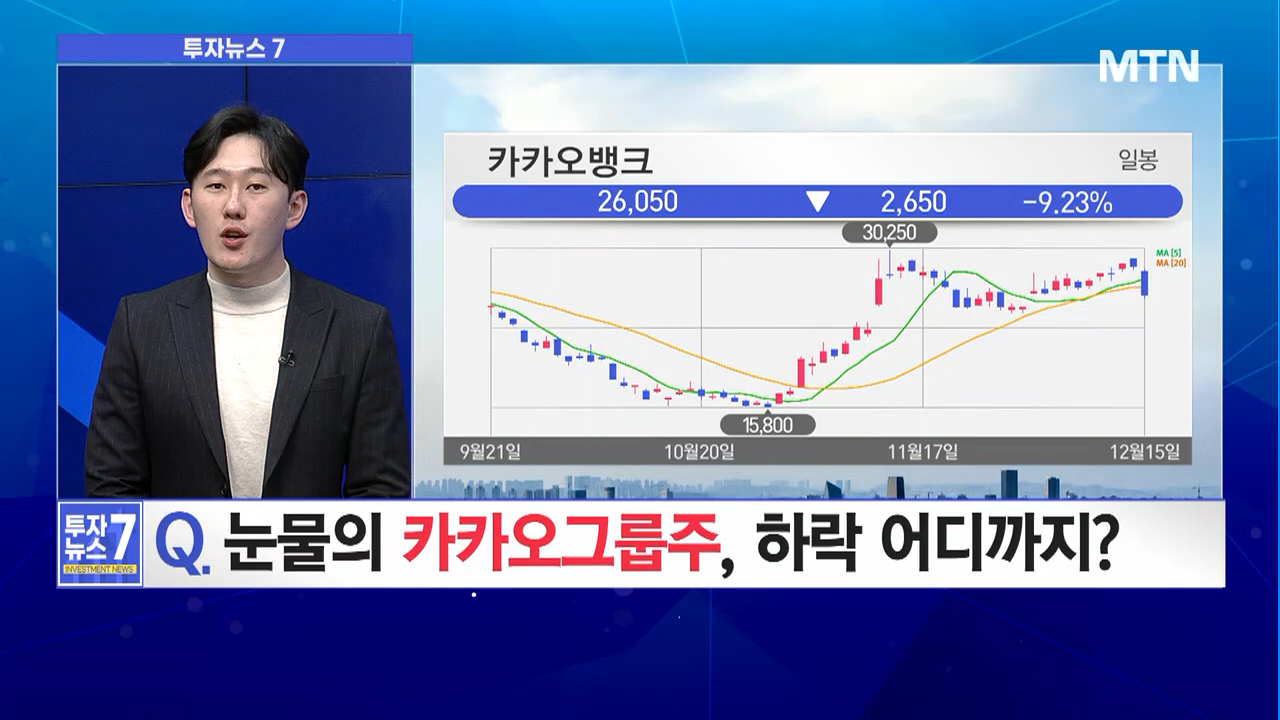 투자뉴스 7
MTN
카카오뱅크
일봉
26,050 ▼ 2,650 -9.23%
30,250
MA [5]
MA [20]
15,800
9월21일 10월20일 11월17일 12월15일
투자
뉴스 7
INVESTMENT NEWS
Q. 눈물의 카카오그룹주, 하락 어디까지?